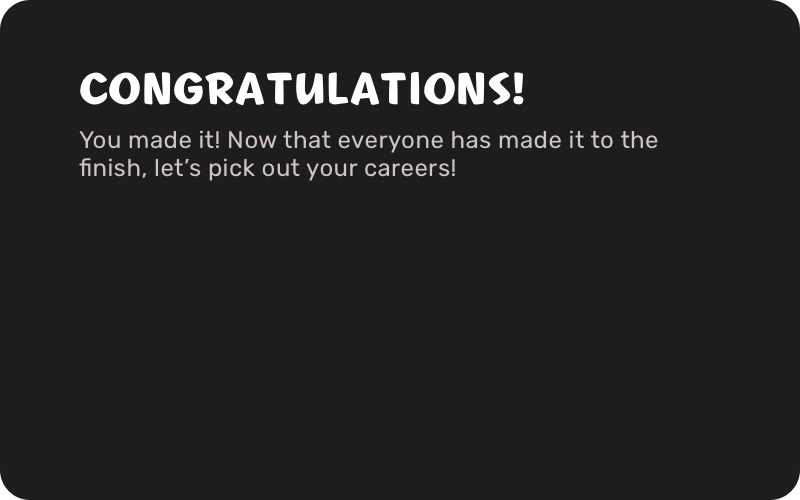 CONGRATULATIONS!
You made it! Now that everyone has made it to the
finish, let’s pick out your careers!